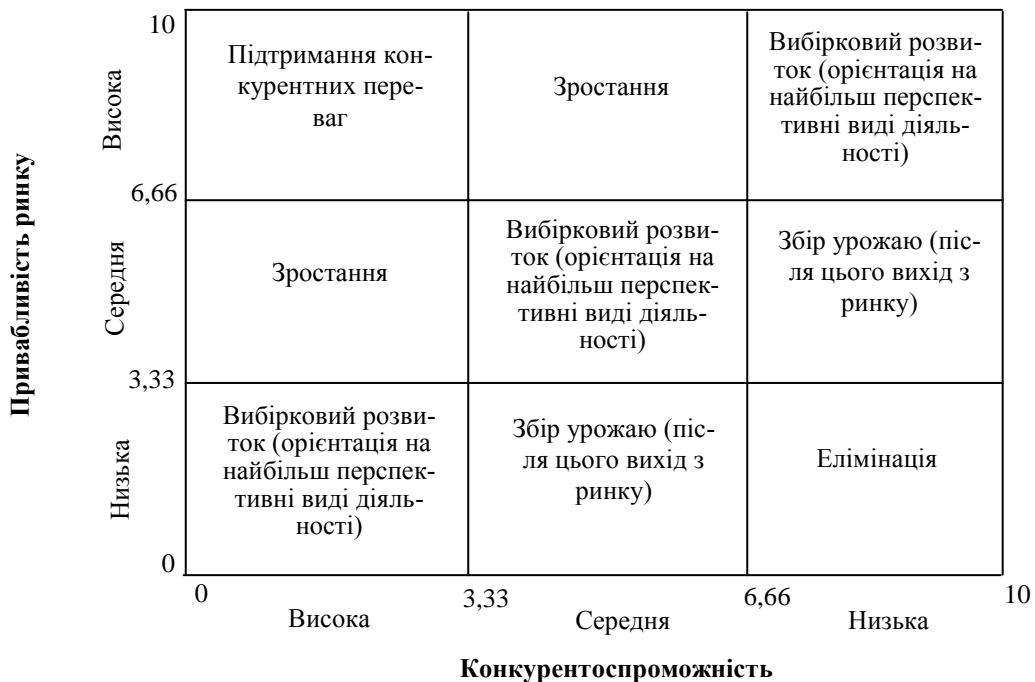 10
Підтримання кон-
курентних пере-
ваг
Зростання
Вибірковий розви-
ток (орієнтація на
найбільш перспек-
тивні виді діяль-
ності)
Висока
6,66
Привабливість ринку
Середня
Зростання
Вибірковий розви-
ток (орієнтація на
найбільш перспек-
тивні виді діяль-
ності)
Збір урожаю (піс-
ля цього вихід з
ринку)
3,33
Низька
Вибірковий розви-
ток (орієнтація на
найбільш перспек-
тивні виді діяль-
ності)
Збір урожаю (піс-
ля цього вихід з
ринку)
Елімінація
0
0
3,33
6,66
10
Висока
Середня
Низька
Конкурентоспроможність